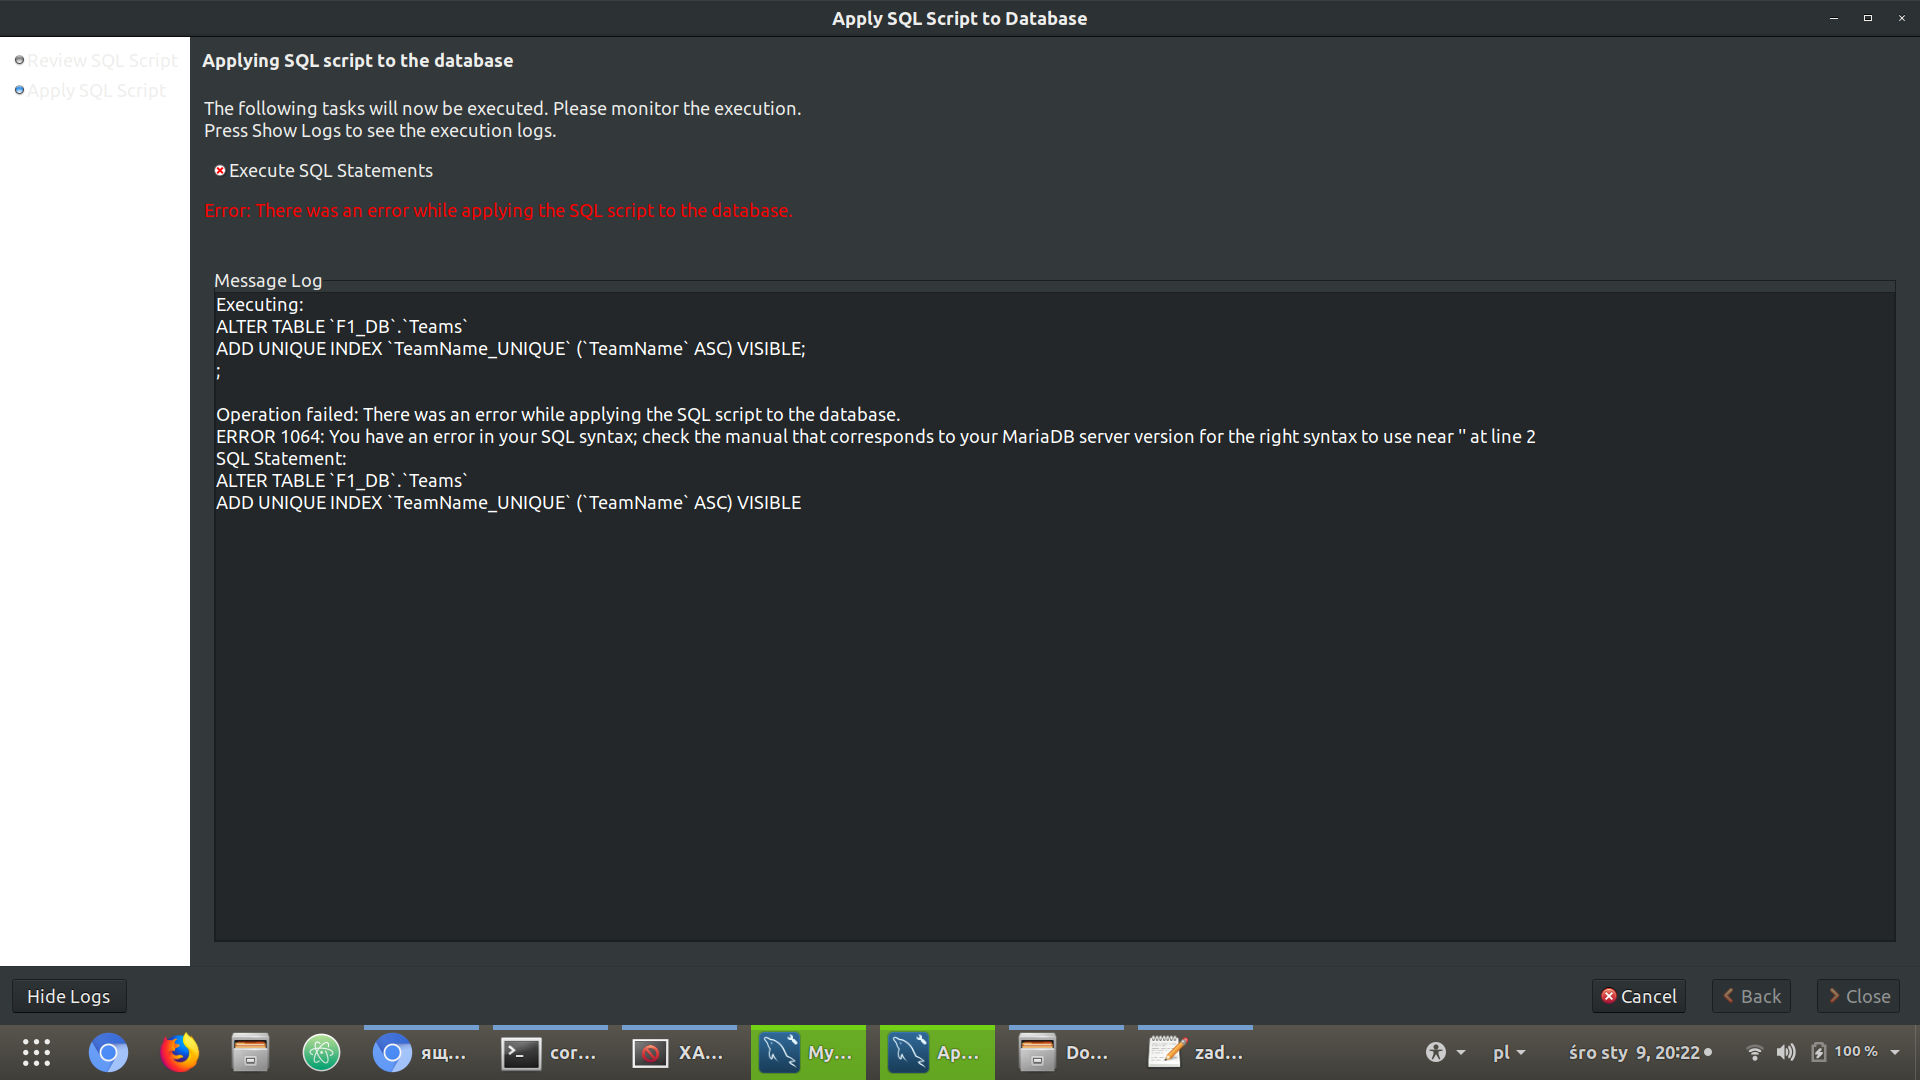 Apply SQL Script to Database
Review SQL Script
Apply SQL Script
Applying SQL script to the database
The following tasks will now be executed. Please monitor the execution.
Press Show Logs to see the execution logs.
Execute SQL Statements
Error: There was an error while applying the SQL script to the database.
Message Log
Executing:
ALTER TABLE `F1_DB`.`Teams`
ADD UNIQUE INDEX `TeamName_UNIQUE` (`TeamName` ASC) VISIBLE;
;
Operation failed: There was an error while applying the SQL script to the database.
ERROR 1064: You have an error in your SQL syntax; check the manual that corresponds to your MariaDB server version for the right syntax to use near '' at line 2
SQL Statement:
ALTER TABLE `F1_DB`.`Teams`
ADD UNIQUE INDEX `TeamName_UNIQUE` (`TeamName` ASC) VISIBLE
Hide Logs
Cancel
Back
Close
ящ...
cor...
XA...
My...
Ap...
Do...
zad...
pl
śro sty 9, 20:22
100 %